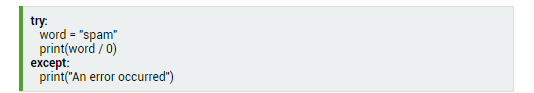 try:
word = "spam"
print(word / 0)
except:
print("An error occurred")